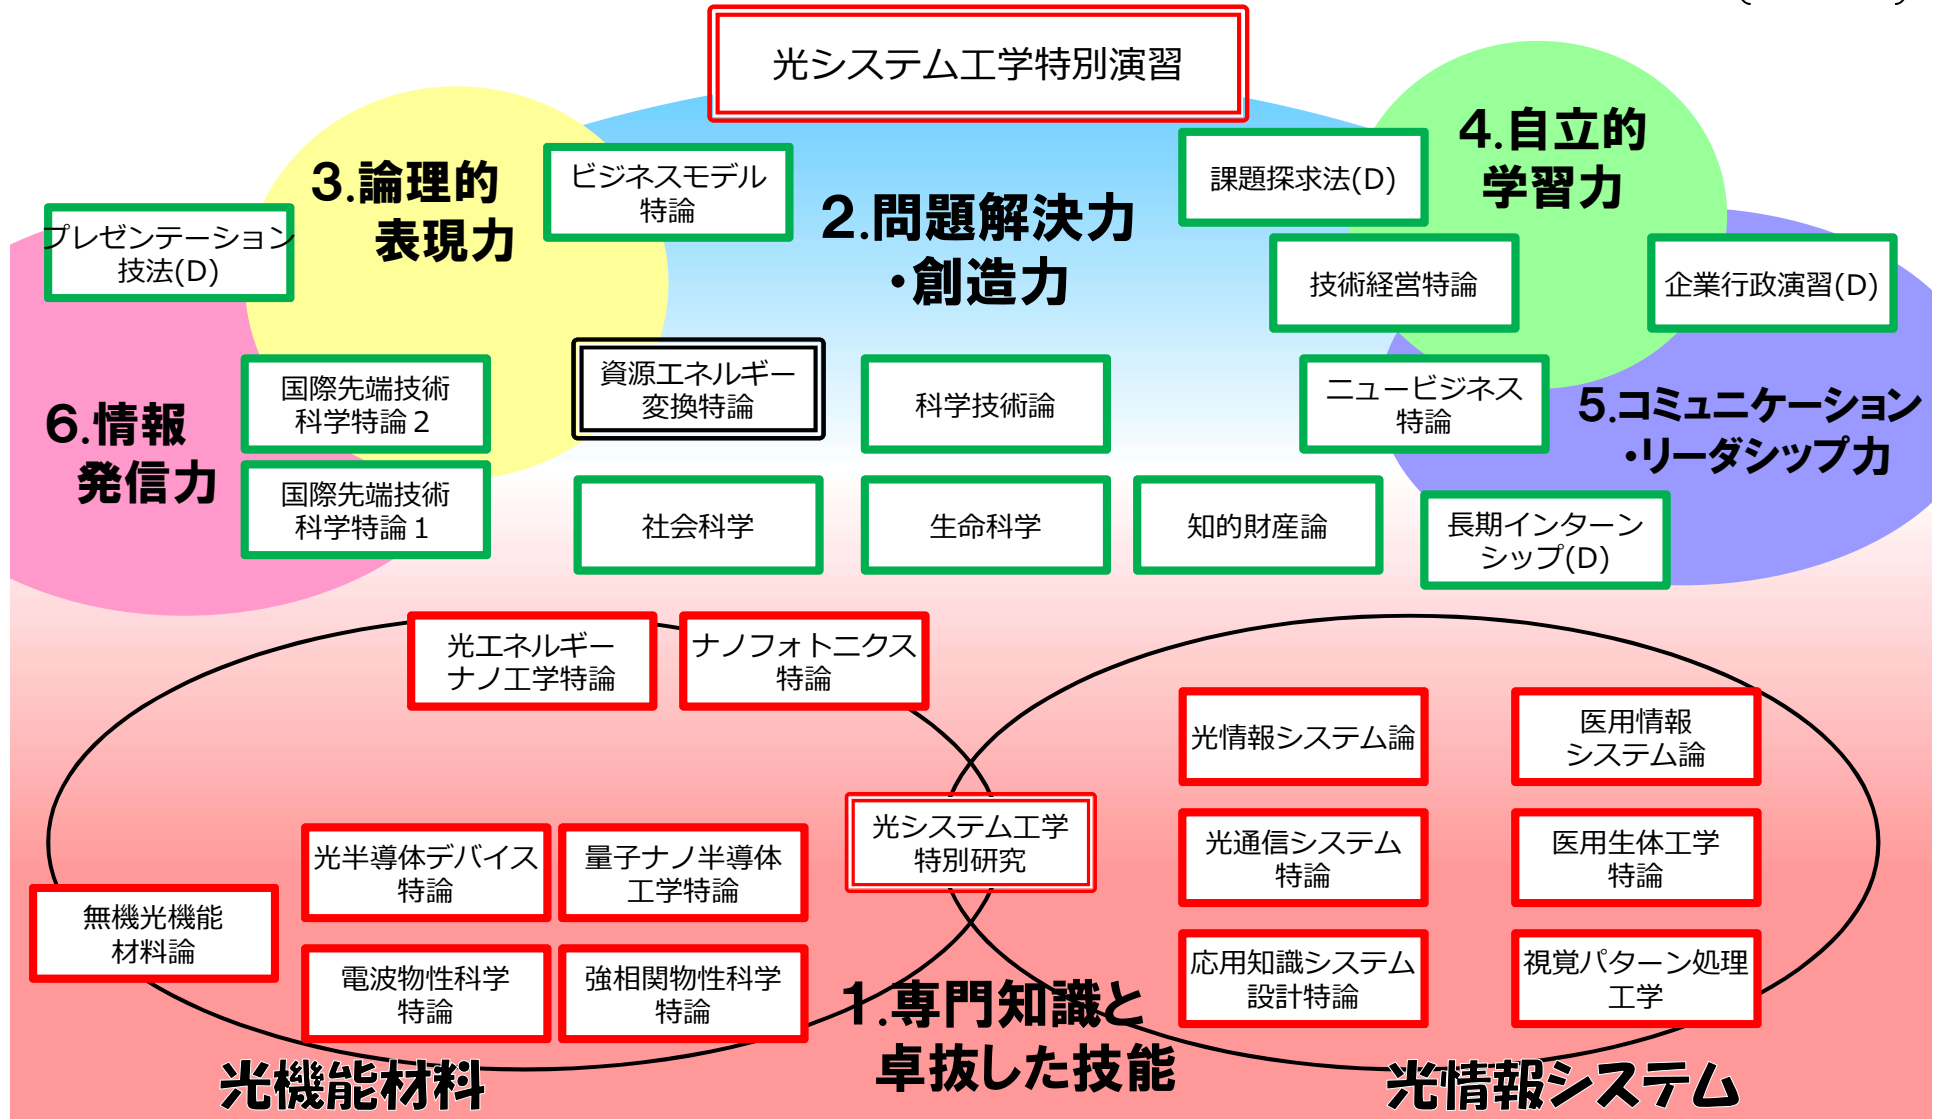 光システム工学特別演習
3.論理的
表現力
ビジネスモデル
特論
2.問題解決力
・創造力
課題探求法(D)
4.自立的
学習力
プレゼンテーション
技法(D)
技術経営特論
企業行政演習(D)
6.情報
発信力
国際先端技術
科学特論２
資源エネルギー
変換特論
科学技術論
ニュービジネス
特論
5.コミュニケーション
・リーダシップ力
国際先端技術
科学特論１
社会科学
生命科学
知的財産論
長期インターン
シップ(D)
光エネルギー
ナノ工学特論
ナノフォトニクス
特論
光情報システム論
医用情報
システム論
光半導体デバイス
特論
量子ナノ半導体
工学特論
光システム工学
特別研究
光通信システム
特論
医用生体工学
特論
無機光機能
材料論
電波物性科学
特論
強相関物性科学
特論
1.専門知識と
卓抜した技能
応用知識システム
設計特論
視覚パターン処理
工学
光機能材料
光情報システム